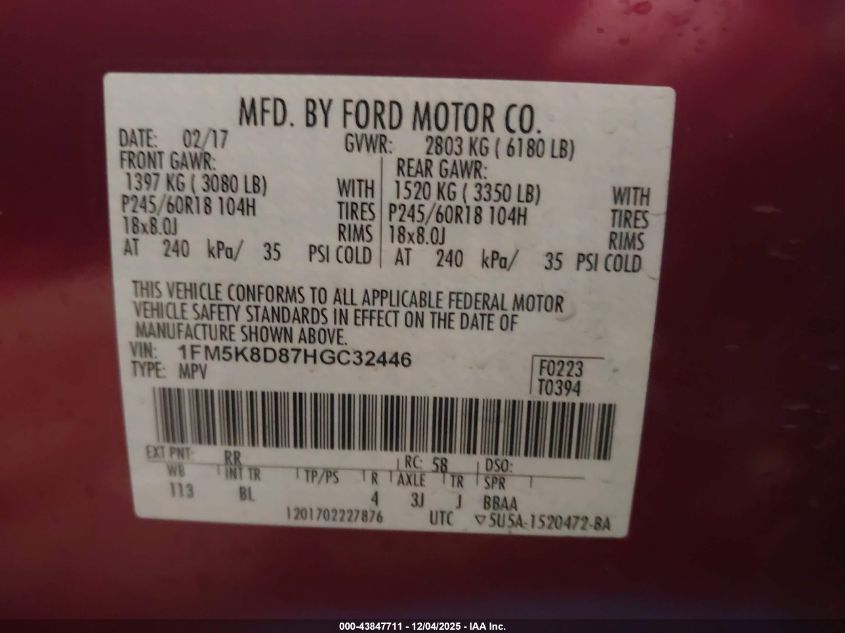 MFD. BY FORD MOTOR CO.
DATE: 02/17 GVWR: 2803 KG ( 6180 LB)
FRONT GAWR: REAR GAWR:
1397 KG ( 3080 LB) WITH 1520 KG ( 3350 LB) WITH
P245/60R18 104H TIRES P245/60R18 104H TIRES
18x8.0J RIMS 18x8.0J RIMS
AT 240 kPa/ 35 PSI COLD AT 240 kPa/ 35 PSI COLD
THIS VEHICLE CONFORMS TO ALL APPLICABLE FEDERAL MOTOR
VEHICLE SAFETY STANDARDS IN EFFECT ON THE DATE OF
MANUFACTURE SHOWN ABOVE.
VIN: 1FM5K8D87HGC32446 F0223
TYPE: MPV T0394
EXT PNT: RR RC: 58 DSO:
WB INT TR TP/PS R AXLE TR SPR
113 BL 4 3J J BBAA
1201702227876 UTC ▽5U5A-1520472-BA
000-43847711 - 12/04/2025 - IAA Inc.